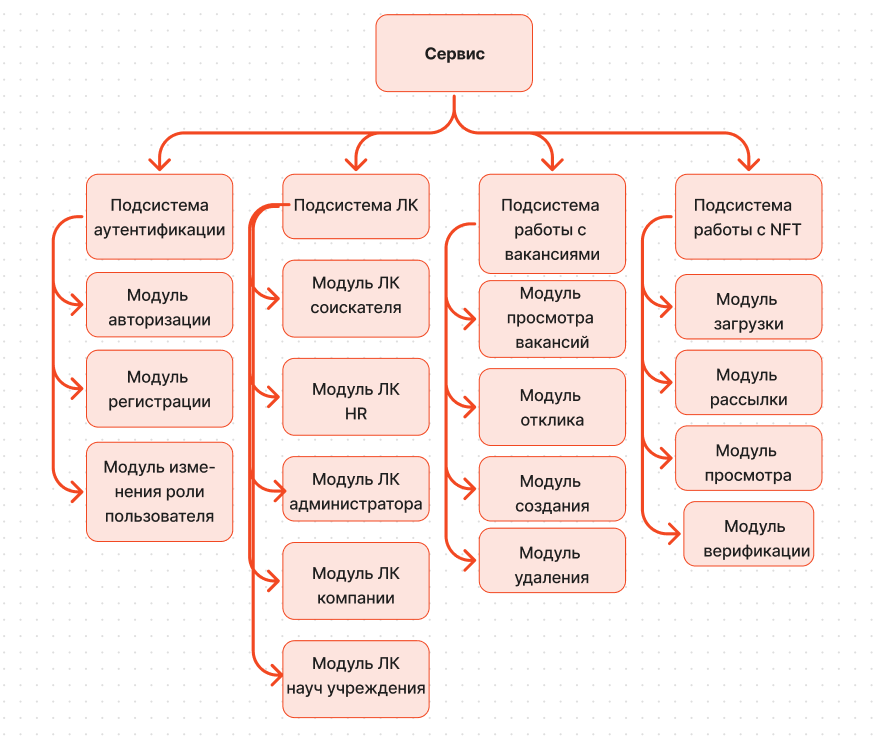 Сервис
Подсистема
аутентификации
Модуль
авторизации
Модуль
регистрации
Модуль изме-
нения роли
пользователя
Подсистема ЛК
Модуль ЛК
соискателя
Модуль ЛК
HR
Модуль ЛК
администратора
Модуль ЛК
компании
Модуль ЛК
науч учреждения
Подсистема
работы с
вакансиями
Модуль
просмотра
вакансий
Модуль
отклика
Модуль
создания
Модуль
удаления
Подсистема
работы с NFT
Модуль
загрузки
Модуль
рассылки
Модуль
просмотра
Модуль
верификации